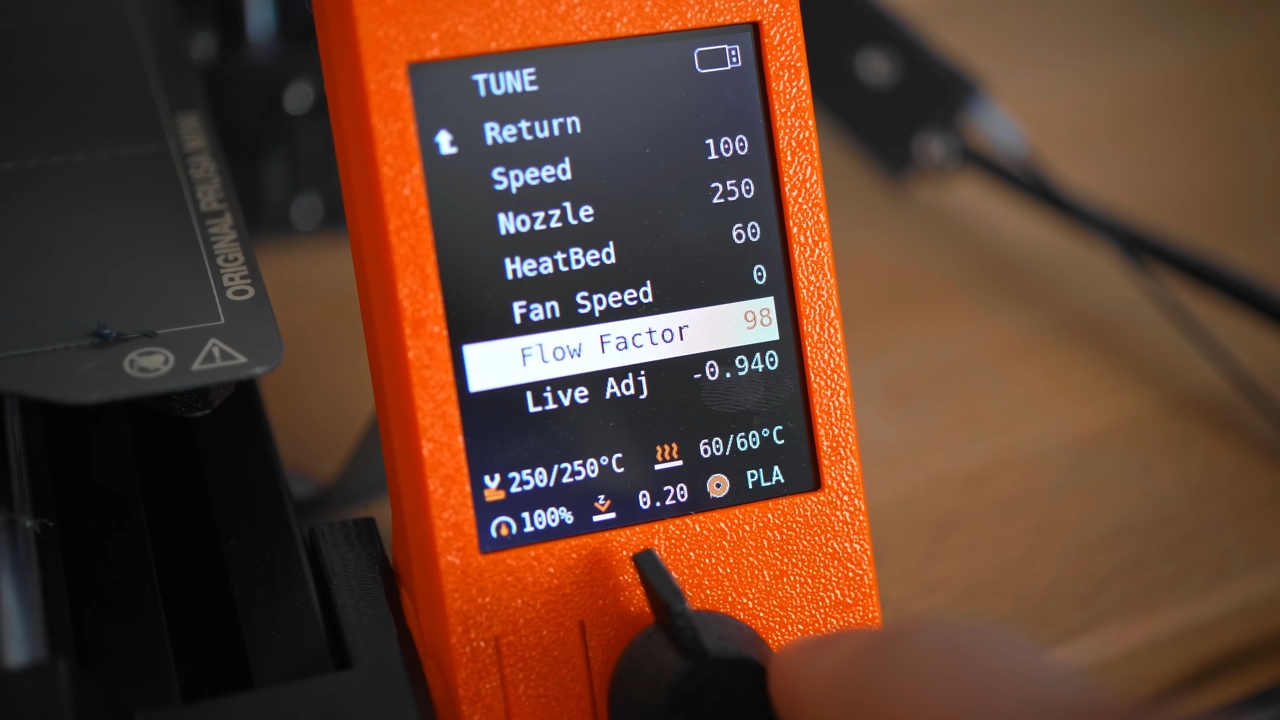 TUNE
Return
Speed 100
Nozzle 250
HeatBed 60
Fan Speed 0
Flow Factor 98
Live Adj -0.940
250/250°C 60/60°C
100% Z 0.20 PLA
ORIGINAL PRUSA MINI